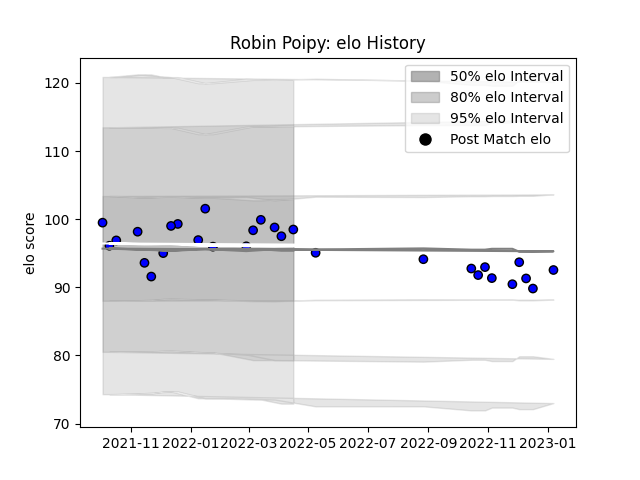 Robin Poipy: elo History
120
110
100
90
80
70
elo score
50% elo Interval
80% elo Interval
95% elo Interval
Post Match elo
2021-11 2022-01 2022-03 2022-05 2022-07 2022-09 2022-11 2023-01